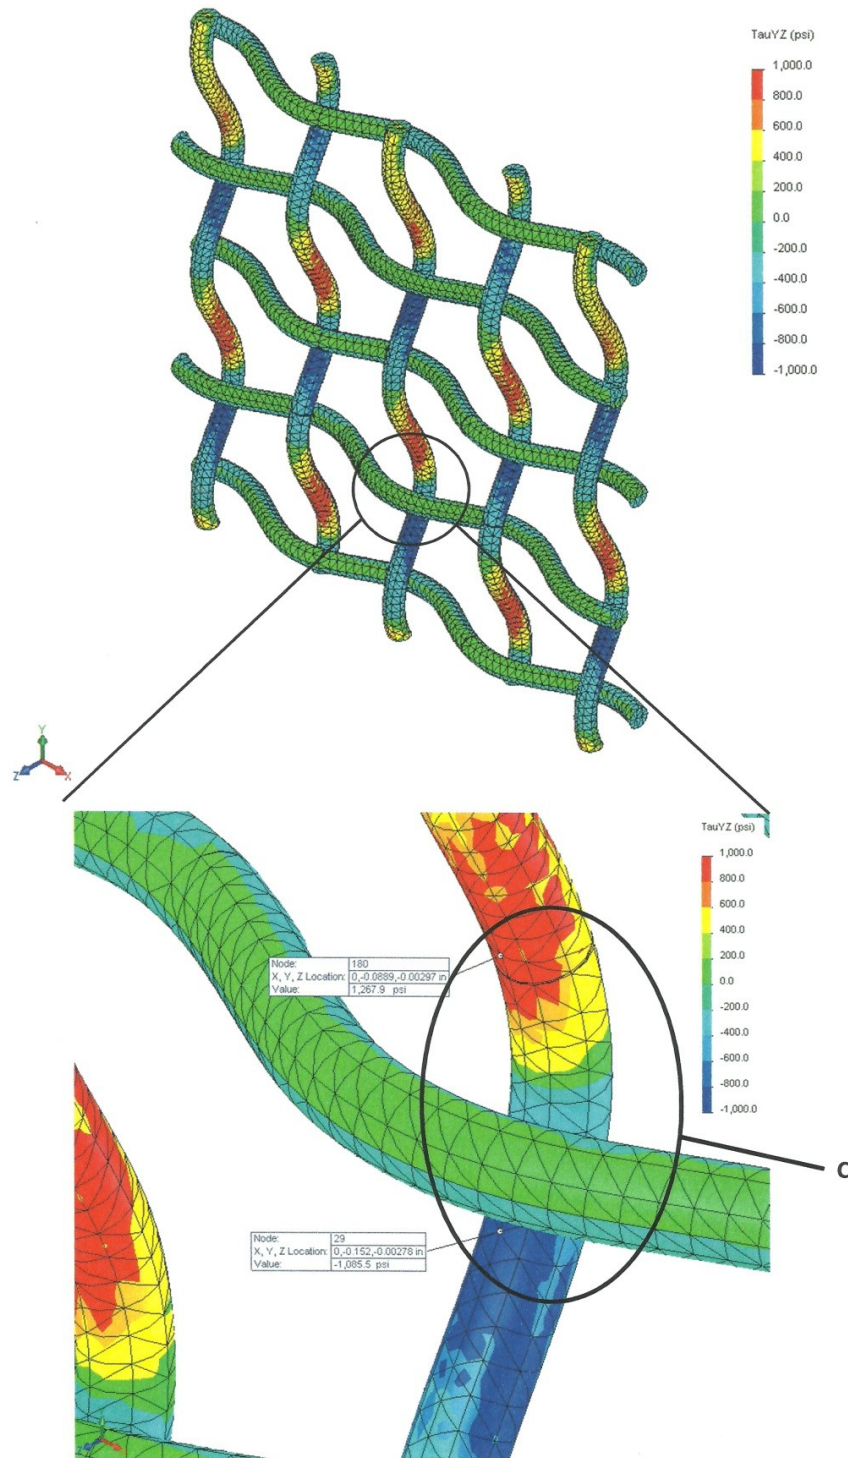 TauYZ (psi)
1,000.0
800.0
600.0
400.0
200.0
0.0
-200.0
-400.0
-600.0
-800.0
-1,000.0
Y
Z
X
TauYZ (psi)
1,000.0
800.0
600.0
400.0
200.0
0.0
-200.0
-400.0
-600.0
-800.0
-1,000.0
Node: 180
X, Y, Z Location: 0,-0.0889,-0.00297 in
Value: 1,267.9 psi
Node: 29
X, Y, Z Location: 0,-0.152,-0.00278 in
Value: -1,085.5 psi